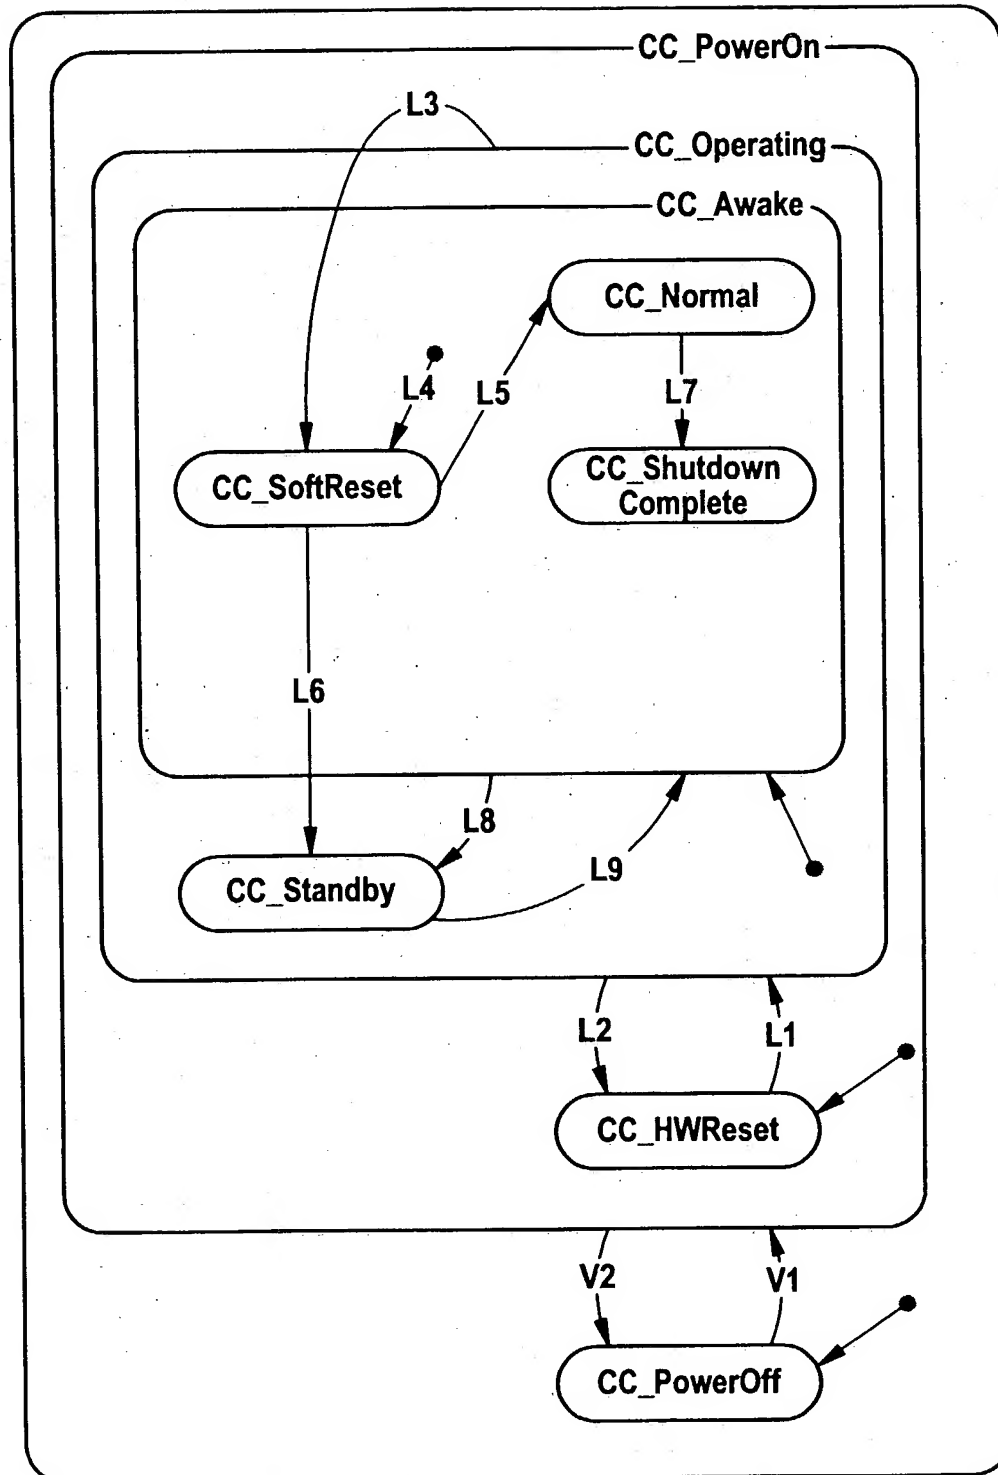 CC_PowerOn
L3
CC_Operating
CC_Awake
CC_Normal
L4
L5
L7
CC_SoftReset
CC_Shutdown
Complete
L6
L8
L9
CC_Standby
L2
L1
CC_HWReset
V2
V1
CC_PowerOff